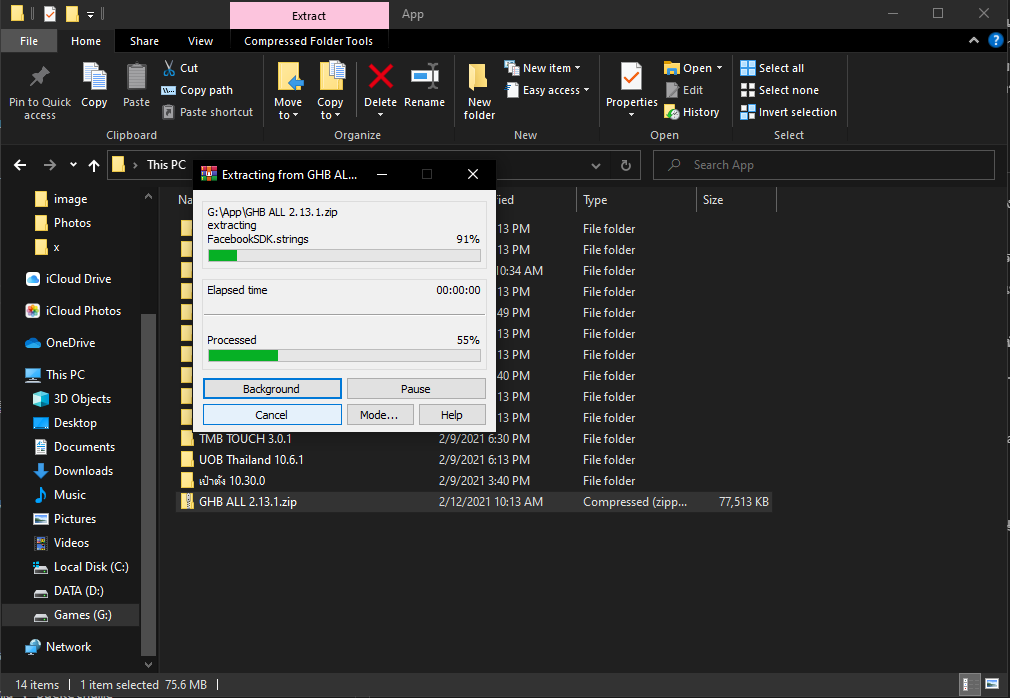 Extract
App
File
Home
Share
View
Compressed Folder Tools
Pin to Quick access
Copy
Paste
Cut
Copy path
Paste shortcut
Clipboard
Move to
Copy to
Delete
Rename
Organize
New folder
New item
Easy access
New
Properties
Open
Edit
History
Open
Select all
Select none
Invert selection
Select
This PC
Search App
image
Photos
x
iCloud Drive
iCloud Photos
OneDrive
This PC
3D Objects
Desktop
Documents
Downloads
Music
Pictures
Videos
Local Disk (C:)
DATA (D:)
Games (G:)
Network
Type
Size
13 PM File folder
13 PM File folder
10:34 AM File folder
13 PM File folder
49 PM File folder
13 PM File folder
13 PM File folder
40 PM File folder
13 PM File folder
13 PM File folder
TMB TOUCH 3.0.1 2/9/2021 6:30 PM File folder
UOB Thailand 10.6.1 2/9/2021 6:13 PM File folder
เป๋าตัง 10.30.0 2/9/2021 3:40 PM File folder
GHB ALL 2.13.1.zip 2/12/2021 10:13 AM Compressed (zipp... 77,513 KB
Extracting from GHB AL...
G:\App\GHB ALL 2.13.1.zip
extracting
FacebookSDK.strings 91%
Elapsed time 00:00:00
Processed 55%
Background
Pause
Cancel
Mode...
Help
14 items
1 item selected 75.6 MB